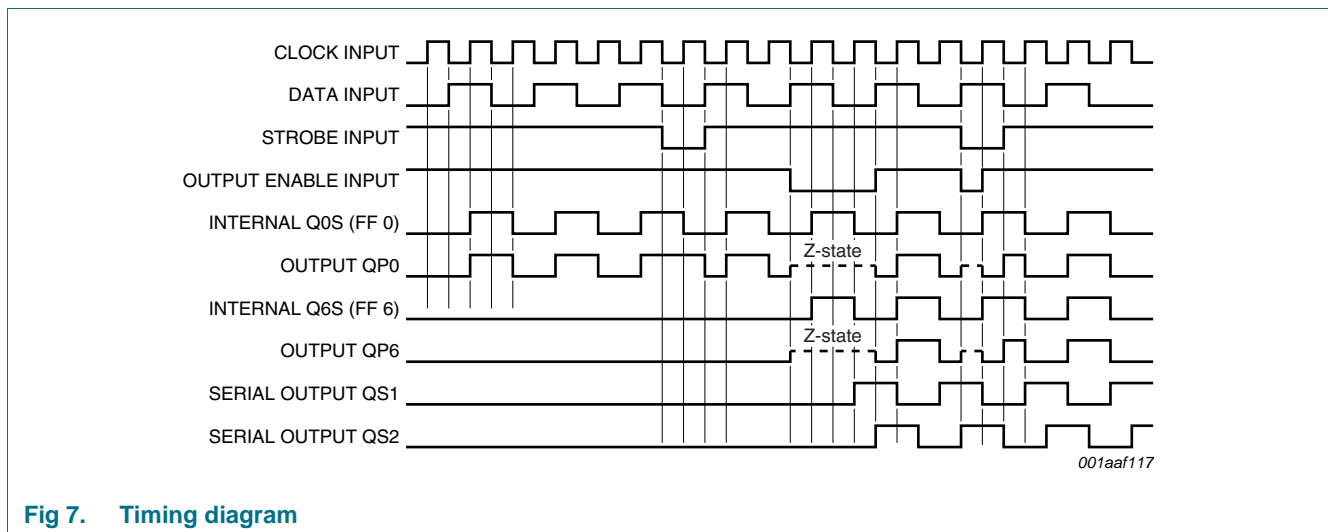 CLOCK INPUT
DATA INPUT
STROBE INPUT
OUTPUT ENABLE INPUT
INTERNAL Q0S (FF 0)
Z-state
OUTPUT QP0
INTERNAL Q6S (FF 6)
Z-state
OUTPUT QP6
SERIAL OUTPUT QS1
SERIAL OUTPUT QS2
001aaf117
Fig 7. Timing diagram